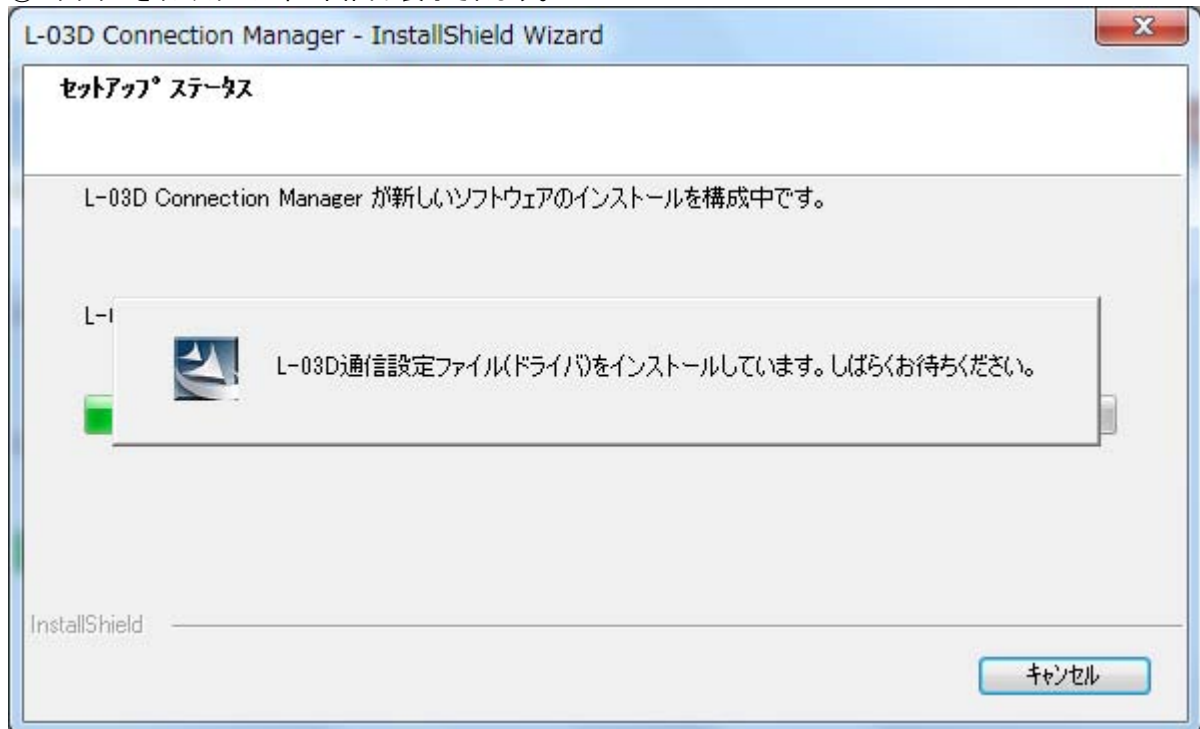 L-03D Connection Manager - InstallShield Wizard
セットアップ ステータス
L-03D Connection Manager が新しいソフトウェアのインストールを構成中です。
L-
L-03D通信設定ファイル(ドライバ)をインストールしています。しばらくお待ちください。
InstallShield
キャンセル